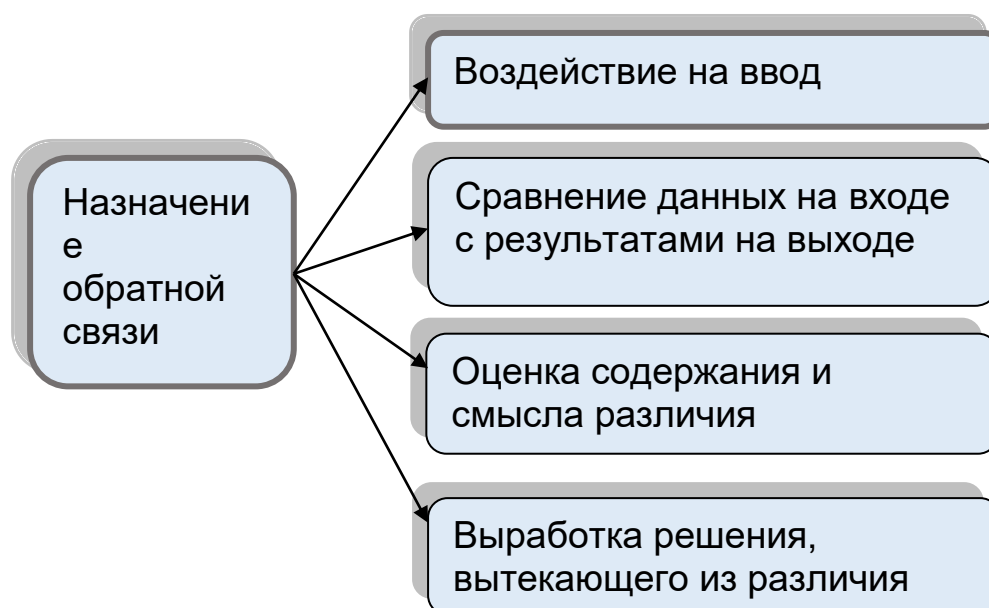 Назначени
е
обратной
связи
Воздействие на ввод
Сравнение данных на входе
с результатами на выходе
Оценка содержания и
смысла различия
Выработка решения,
вытекающего из различия